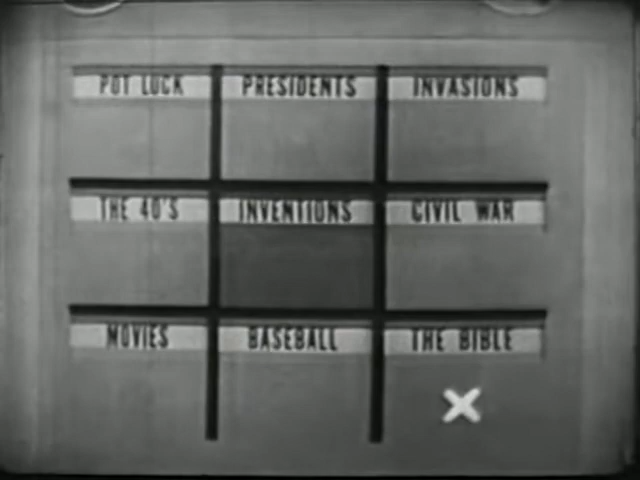 POT LUCK PRESIDENTS INVASIONS
THE 40'S INVENTIONS CIVIL WAR
MOVIES BASEBALL THE BIBLE
X